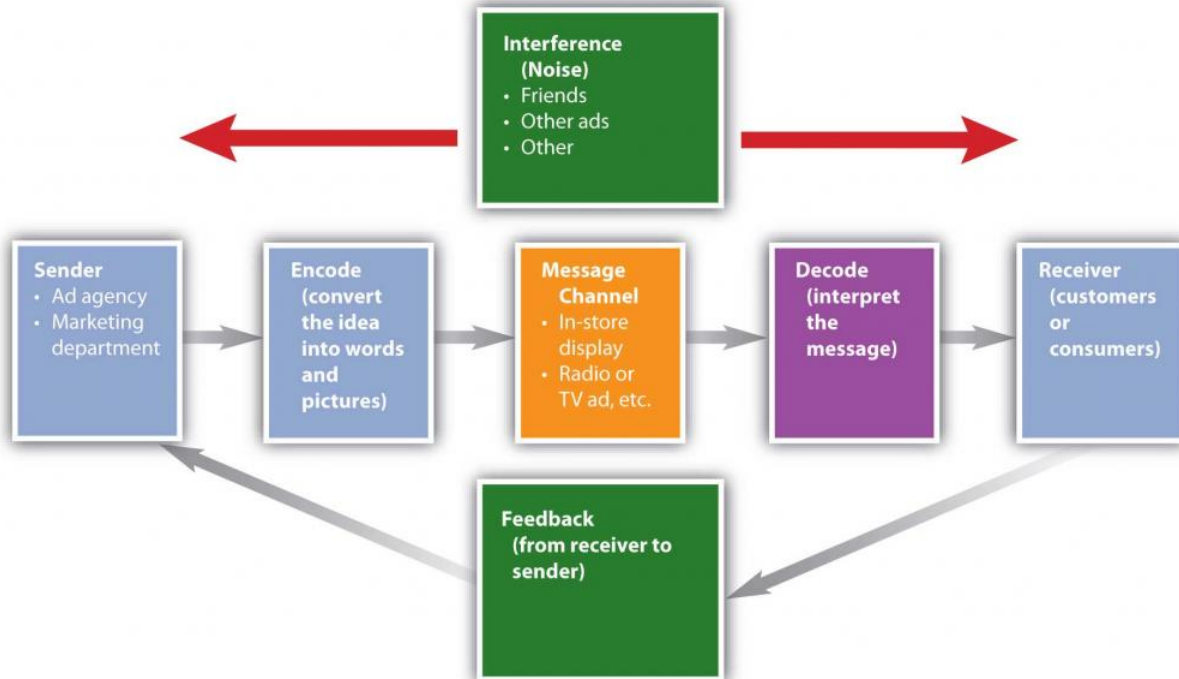 Interference
(Noise)
• Friends
• Other ads
• Other
Sender
• Ad agency
• Marketing
department
Encode
(convert
the idea
into words
and
pictures)
Message
Channel
• In-store
display
• Radio or
TV ad, etc.
Decode
(interpret
the
message)
Receiver
(customers
or
consumers)
Feedback
(from receiver to
sender)